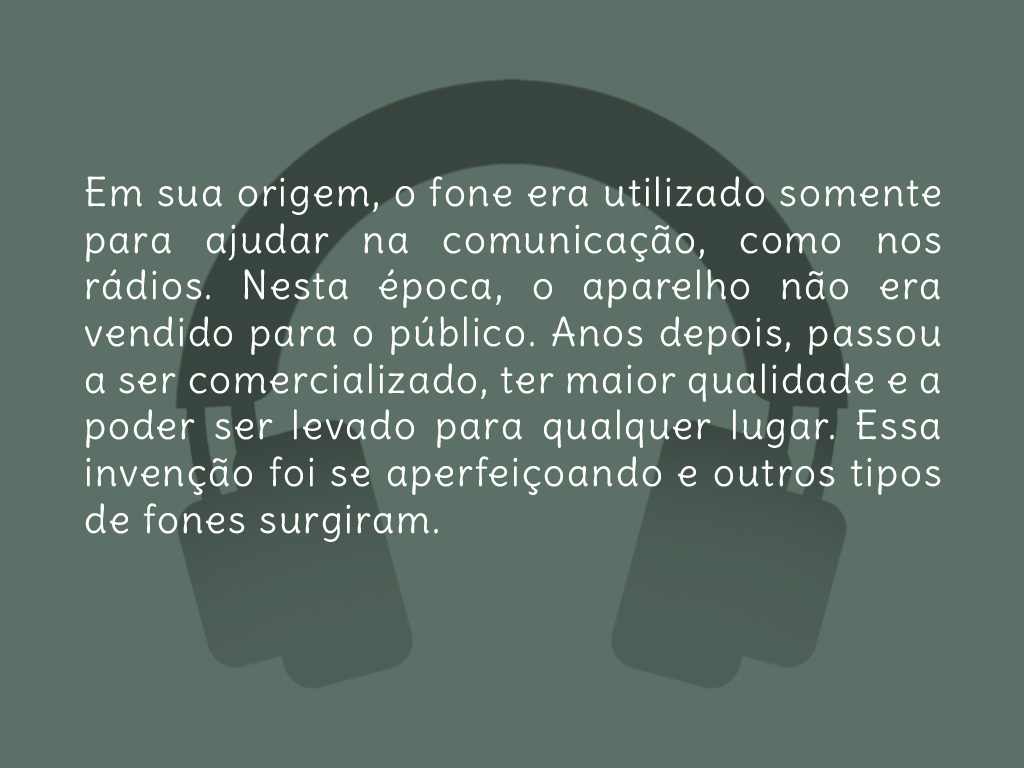 Em sua origem, o fone era utilizado somente
para ajudar na comunicação, como nos
rádios. Nesta época, o aparelho não era
vendido para o público. Anos depois, passou
a ser comercializado, ter maior qualidade e a
poder ser levado para qualquer lugar. Essa
invenção foi se aperfeiçoando e outros tipos
de fones surgiram.